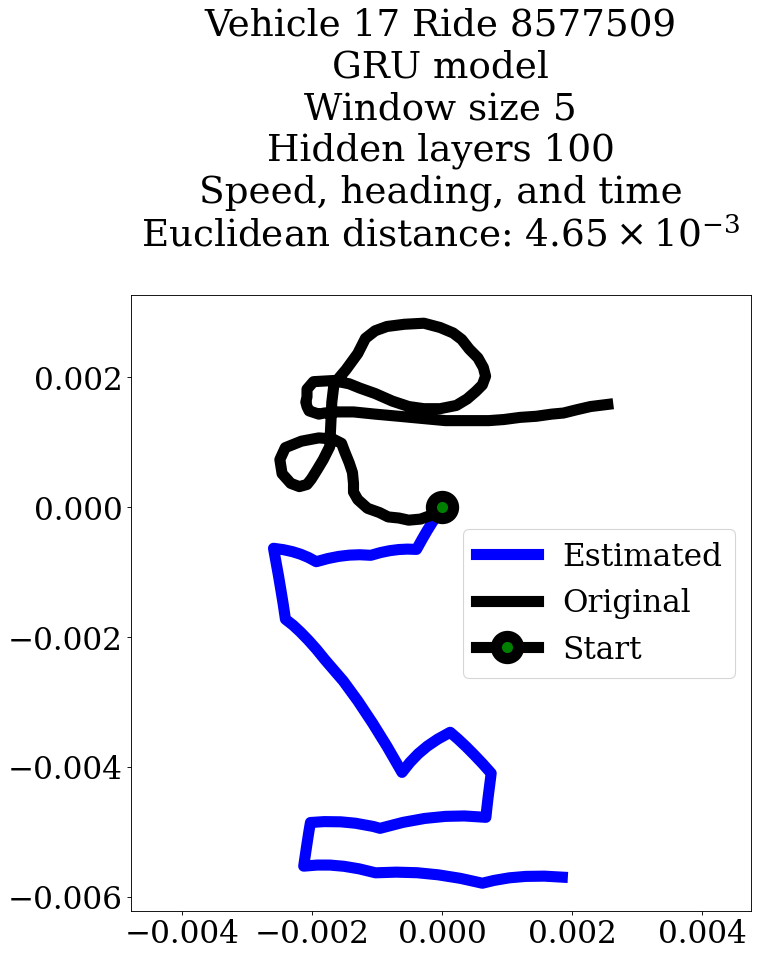 Vehicle 17 Ride 8577509
GRU model
Window size 5
Hidden layers 100
Speed, heading, and time
Euclidean distance: 4.65 × 10⁻³
0.002
0.000
−0.002
−0.004
−0.006
Estimated
Original
Start
−0.004 −0.002 0.000 0.002 0.004